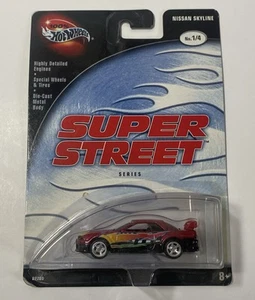 100%
Hot Wheels
NISSAN SKYLINE
No. 1/4
Highly Detailed
Engines
Special Wheels
& Tires
Die-Cast
Metal
Body
SUPER
STREET
SERIES